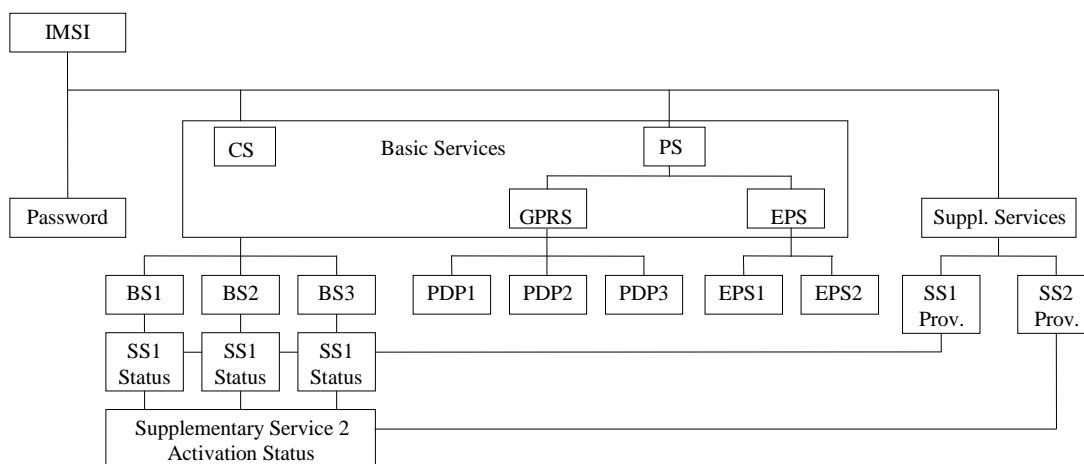 IMSI
CS
Basic Services
PS
Password
GPRS
EPS
Suppl. Services
BS1
BS2
BS3
PDP1
PDP2
PDP3
EPS1
EPS2
SS1
Prov.
SS2
Prov.
SS1
Status
SS1
Status
SS1
Status
Supplementary Service 2
Activation Status